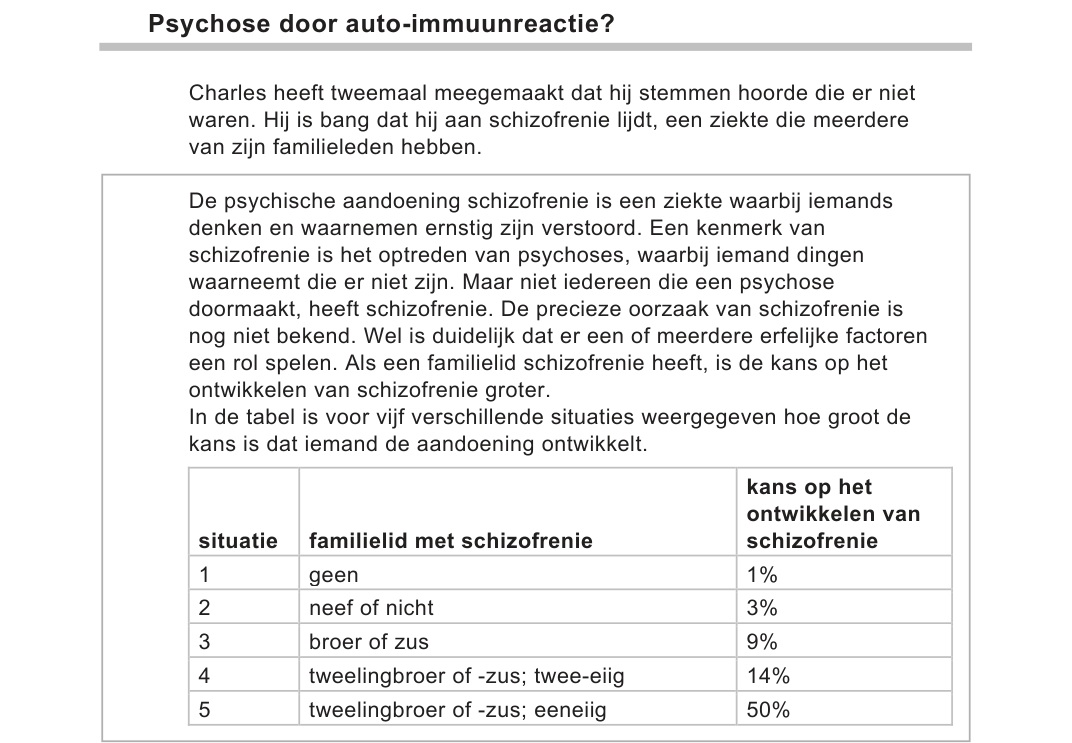 Psychose door auto-immuunreactie?
Charles heeft tweemaal meegemaakt dat hij stemmen hoorde die er niet
waren. Hij is bang dat hij aan schizofrenie lijdt, een ziekte die meerdere
van zijn familieleden hebben.
De psychische aandoening schizofrenie is een ziekte waarbij iemands
denken en waarnemen ernstig zijn verstoord. Een kenmerk van
schizofrenie is het optreden van psychoses, waarbij iemand dingen
waarneemt die er niet zijn. Maar niet iedereen die een psychose
doormaakt, heeft schizofrenie. De precieze oorzaak van schizofrenie is
nog niet bekend. Wel is duidelijk dat er een of meerdere erfelijke factoren
een rol spelen. Als een familielid schizofrenie heeft, is de kans op het
ontwikkelen van schizofrenie groter.
In de tabel is voor vijf verschillende situaties weergegeven hoe groot de
kans is dat iemand de aandoening ontwikkelt.
kans op het
ontwikkelen van
situatie familielid met schizofrenie schizofrenie
1 geen 1%
2 neef of nicht 3%
3 broer of zus 9%
4 tweelingbroer of -zus; twee-eiig 14%
5 tweelingbroer of -zus; eeneiig 50%